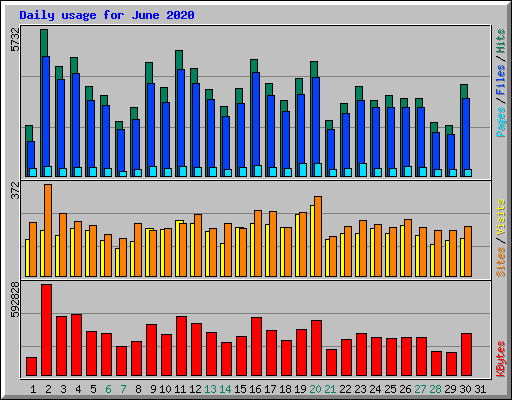 Daily usage for June 2020
5732
Pages / Files / Hits
372
Sites / Visits
592828
KBytes
1 2 3 4 5 6 7 8 9 10 11 12 13 14 15 16 17 18 19 20 21 22 23 24 25 26 27 28 29 30 31